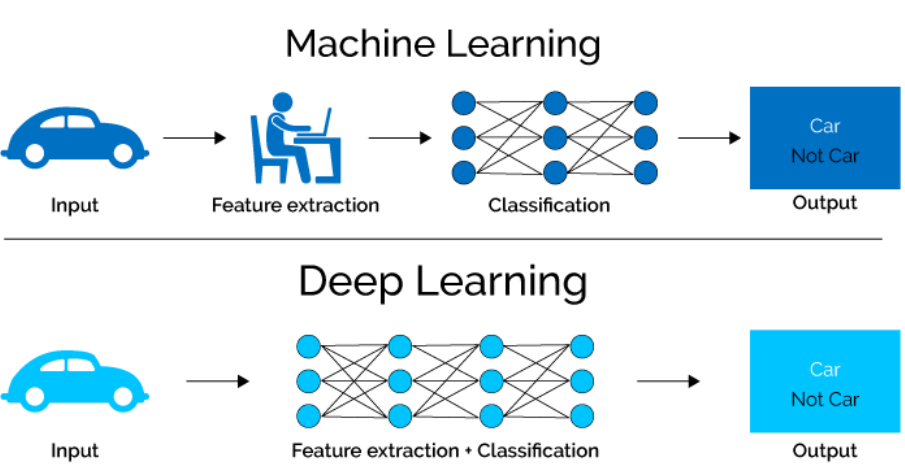 Machine Learning
Car
Not Car
Input
Feature extraction
Classification
Output
Deep Learning
Car
Not Car
Input
Feature extraction + Classification
Output